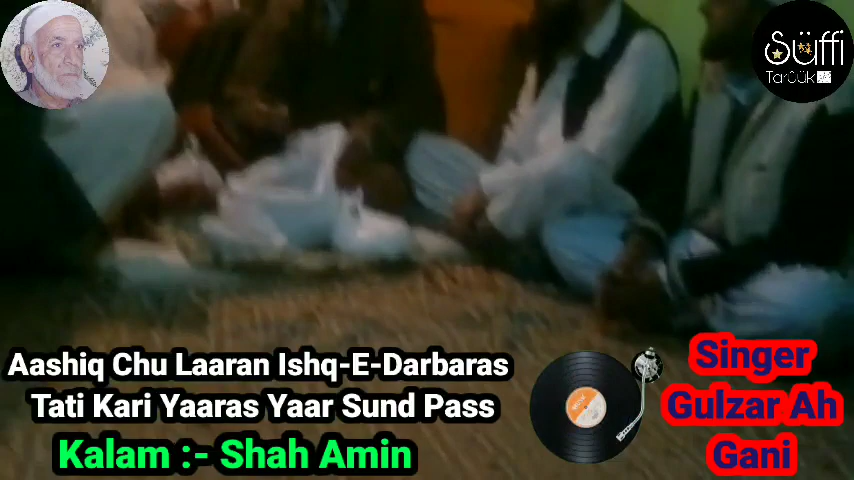 Süffi
Tarüük
Aashiq Chu Laaran Ishq-E-Darbaras
Tati Kari Yaaras Yaar Sund Pass
Kalam :- Shah Amin
Singer
Gulzar Ah
Gani